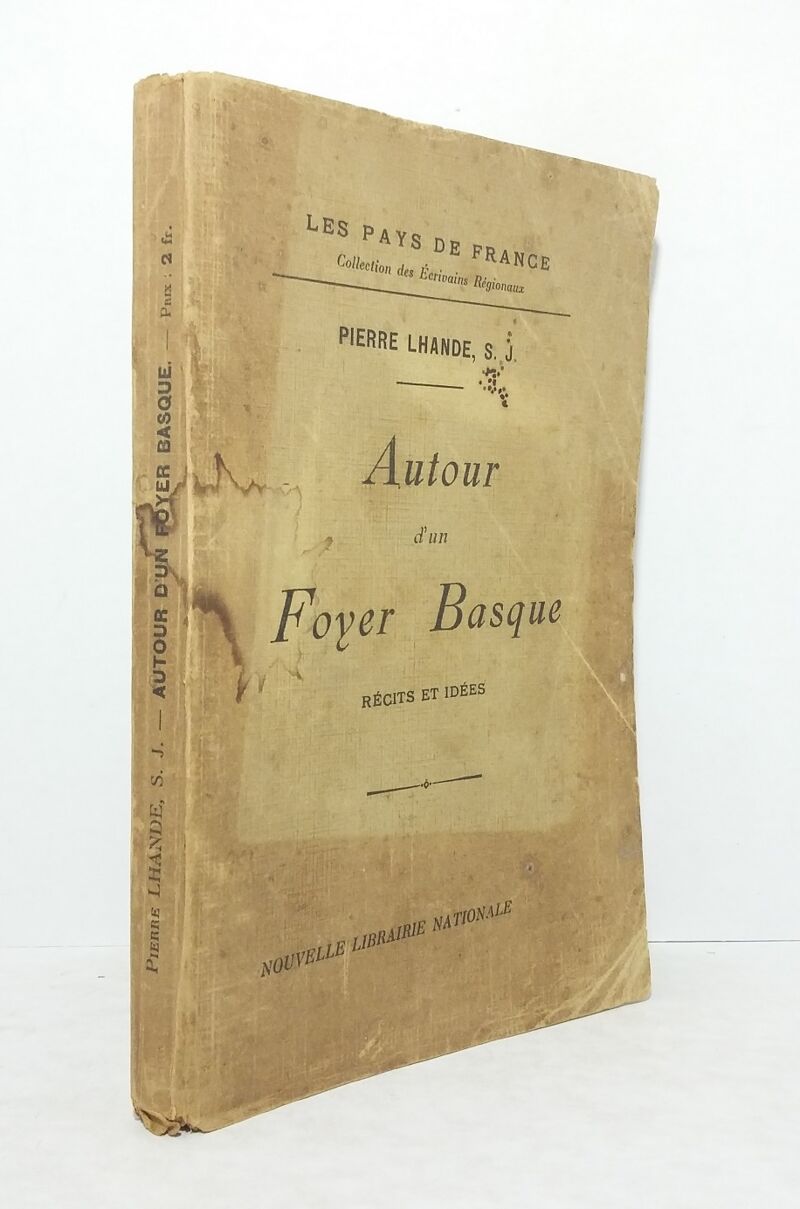 LES PAYS DE FRANCE
Collection des Écrivains Régionaux
PIERRE LHANDE, S. J.
Autour
d'un
Foyer Basque
RÉCITS ET IDÉES
NOUVELLE LIBRAIRIE NATIONALE
PIERRE LHANDE, S. J. — AUTOUR D'UN FOYER BASQUE. — PRIX : 2 fr.